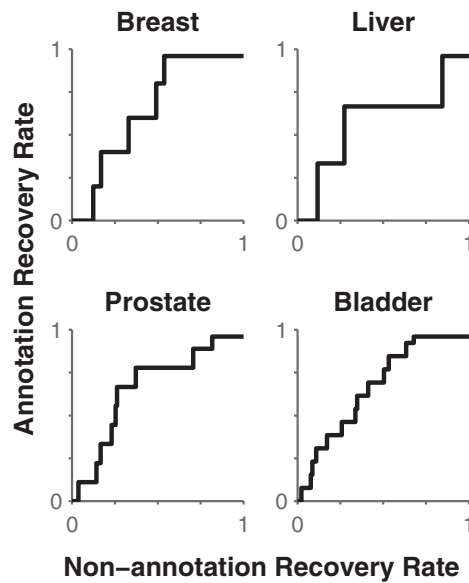 Breast Liver
1 1
0 0
0 1 0 1
Prostate Bladder
1 1
0 0
0 1 0 1
Annotation Recovery Rate
Non-annotation Recovery Rate